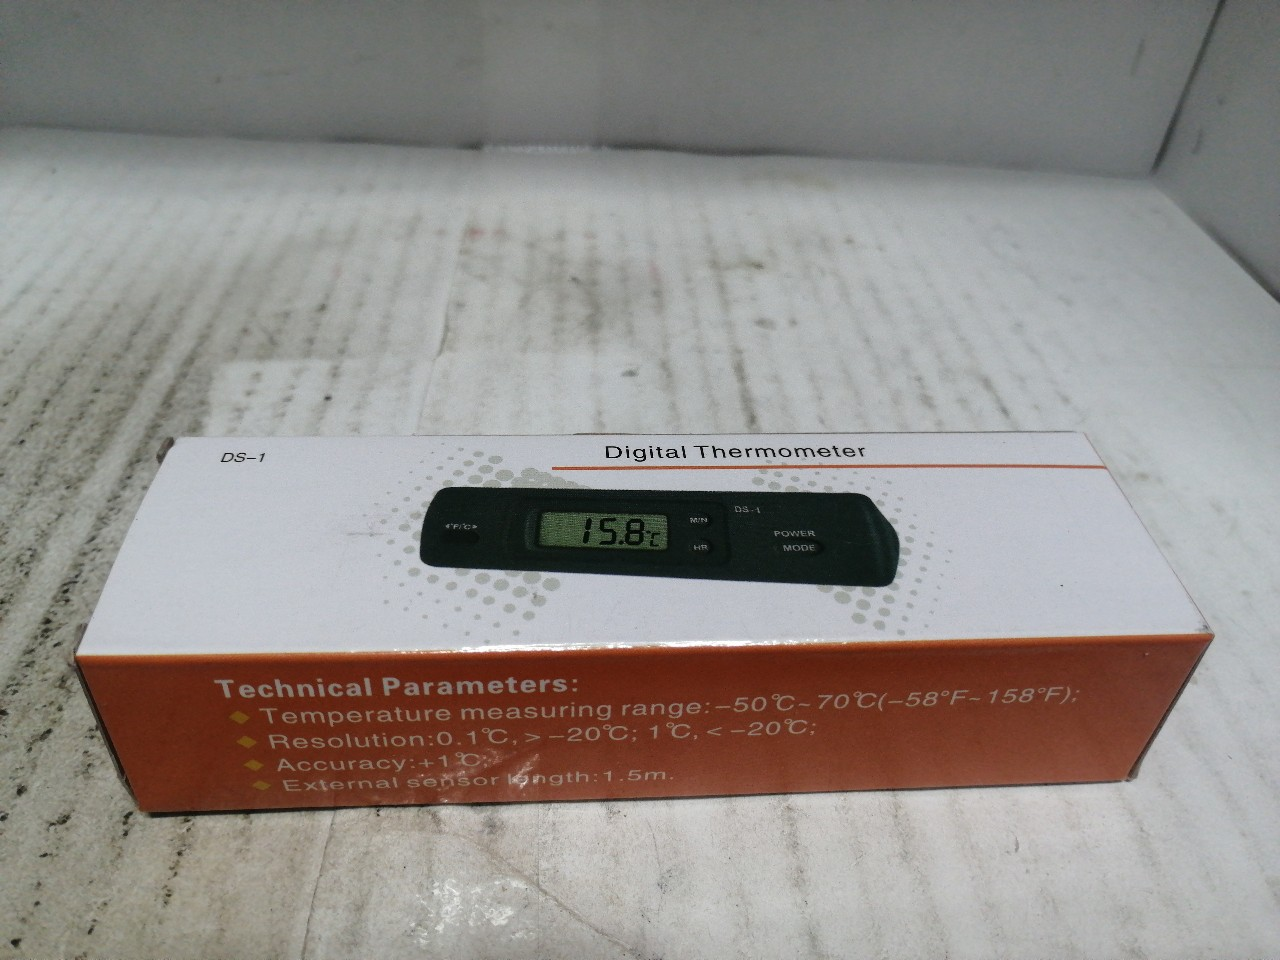 DS-1
Digital Thermometer
°F/°C
15.8°C
M/N
HR
DS-1
POWER
MODE
Technical Parameters:
Temperature measuring range:-50℃~70℃(-58°F~158°F);
Resolution:0.1℃, > -20℃; 1℃, < -20℃;
Accuracy:+1℃;
External sensor length:1.5m.